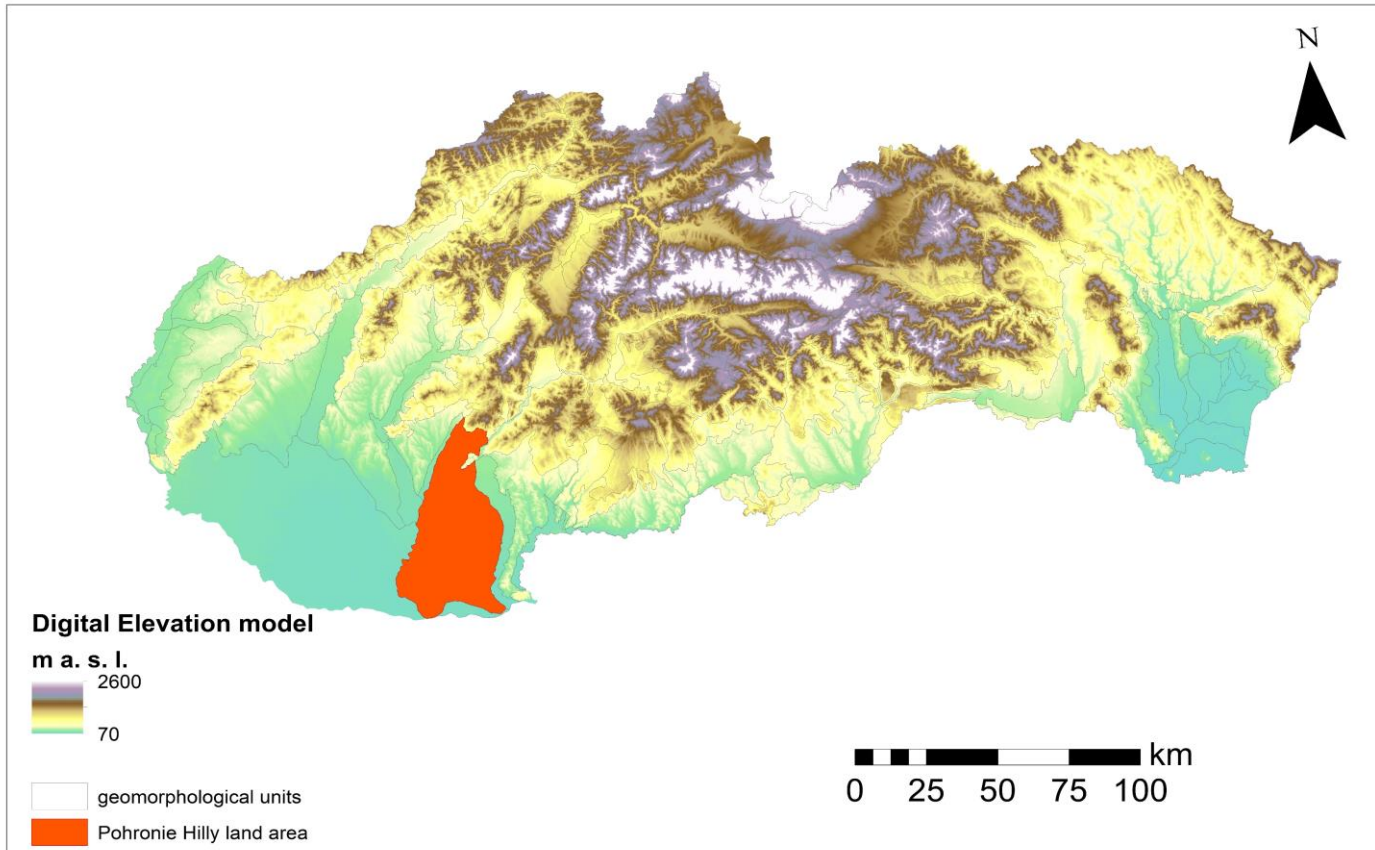 N
Digital Elevation model
m a. s. l.
2600
70
geomorphological units
Pohronie Hilly land area
km
0 25 50 75 100